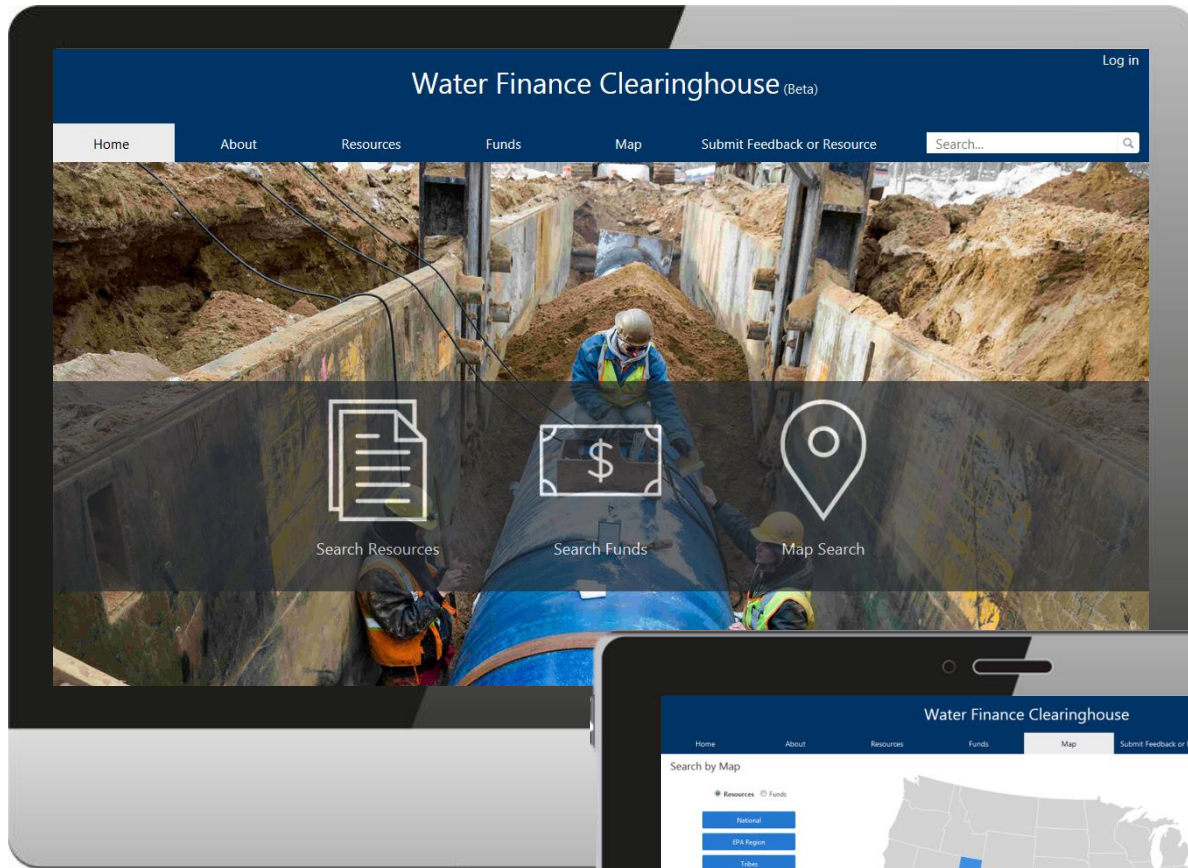 Log in
Water Finance Clearinghouse (Beta)
Home About Resources Funds Map Submit Feedback or Resource Search...
$
Search Resources Search Funds Map Search
Water Finance Clearinghouse
Home About Resources Funds Map Submit Feedback or
Search by Map
Resources Funds
National
EPA Region
Tribes